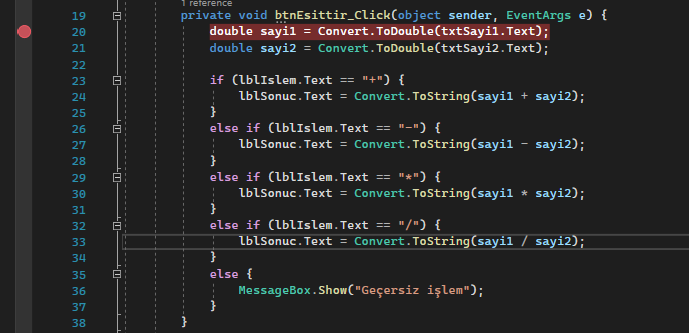 1 reference
19 private void btnEsittir_Click(object sender, EventArgs e) {
20 double sayi1 = Convert.ToDouble(txtSayi1.Text);
21 double sayi2 = Convert.ToDouble(txtSayi2.Text);
22
23 if (lblIslem.Text == "+") {
24 lblSonuc.Text = Convert.ToString(sayi1 + sayi2);
25 }
26 else if (lblIslem.Text == "-") {
27 lblSonuc.Text = Convert.ToString(sayi1 - sayi2);
28 }
29 else if (lblIslem.Text == "*") {
30 lblSonuc.Text = Convert.ToString(sayi1 * sayi2);
31 }
32 else if (lblIslem.Text == "/") {
33 lblSonuc.Text = Convert.ToString(sayi1 / sayi2);
34 }
35 else {
36 MessageBox.Show("Geçersiz işlem");
37 }
38 }